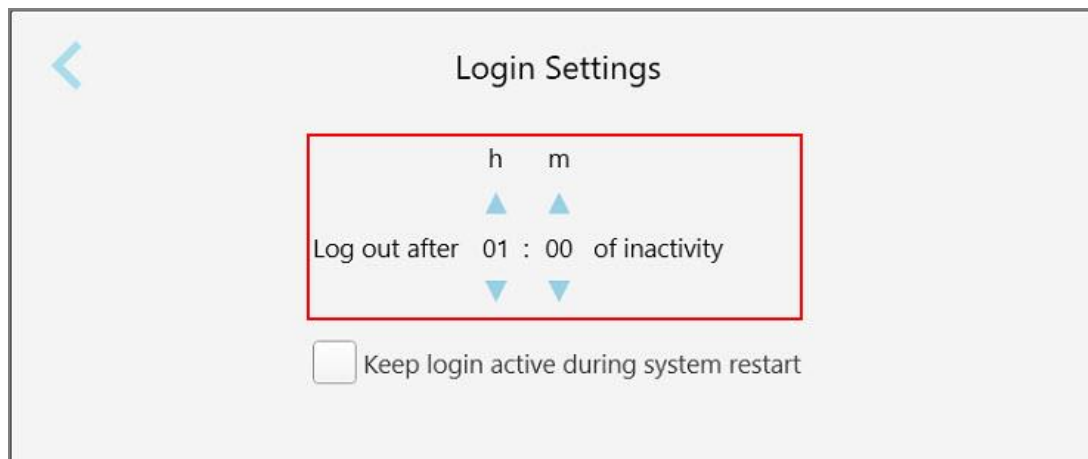 Login Settings
h m
Log out after 01 : 00 of inactivity
Keep login active during system restart